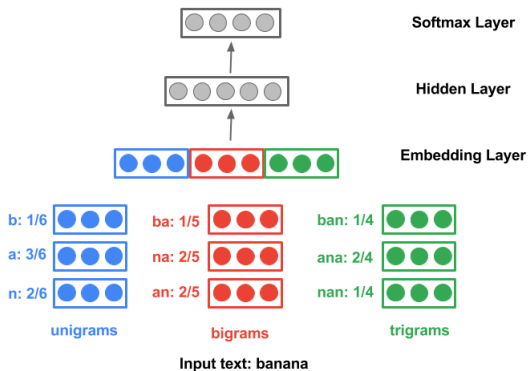 Softmax Layer
Hidden Layer
Embedding Layer
b: 1/6
a: 3/6
n: 2/6
unigrams
ba: 1/5
na: 2/5
an: 2/5
bigrams
ban: 1/4
ana: 2/4
nan: 1/4
trigrams
Input text: banana